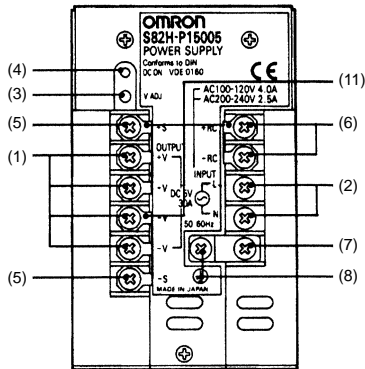 OMRON
S82H-P15005
POWER SUPPLY
Conforms to DIN
DC ON VDE 0160
CE
V ADJ
AC100-120V 4.0A
AC200-240V 2.5A
+S
+RC
OUTPUT
+V
-RC
INPUT
-V
L
DC 5V
30A
N
-V
50 60Hz
-V
-S
MADE IN JAPAN
(4)
(3)
(5)
(1)
(5)
(11)
(6)
(2)
(7)
(8)